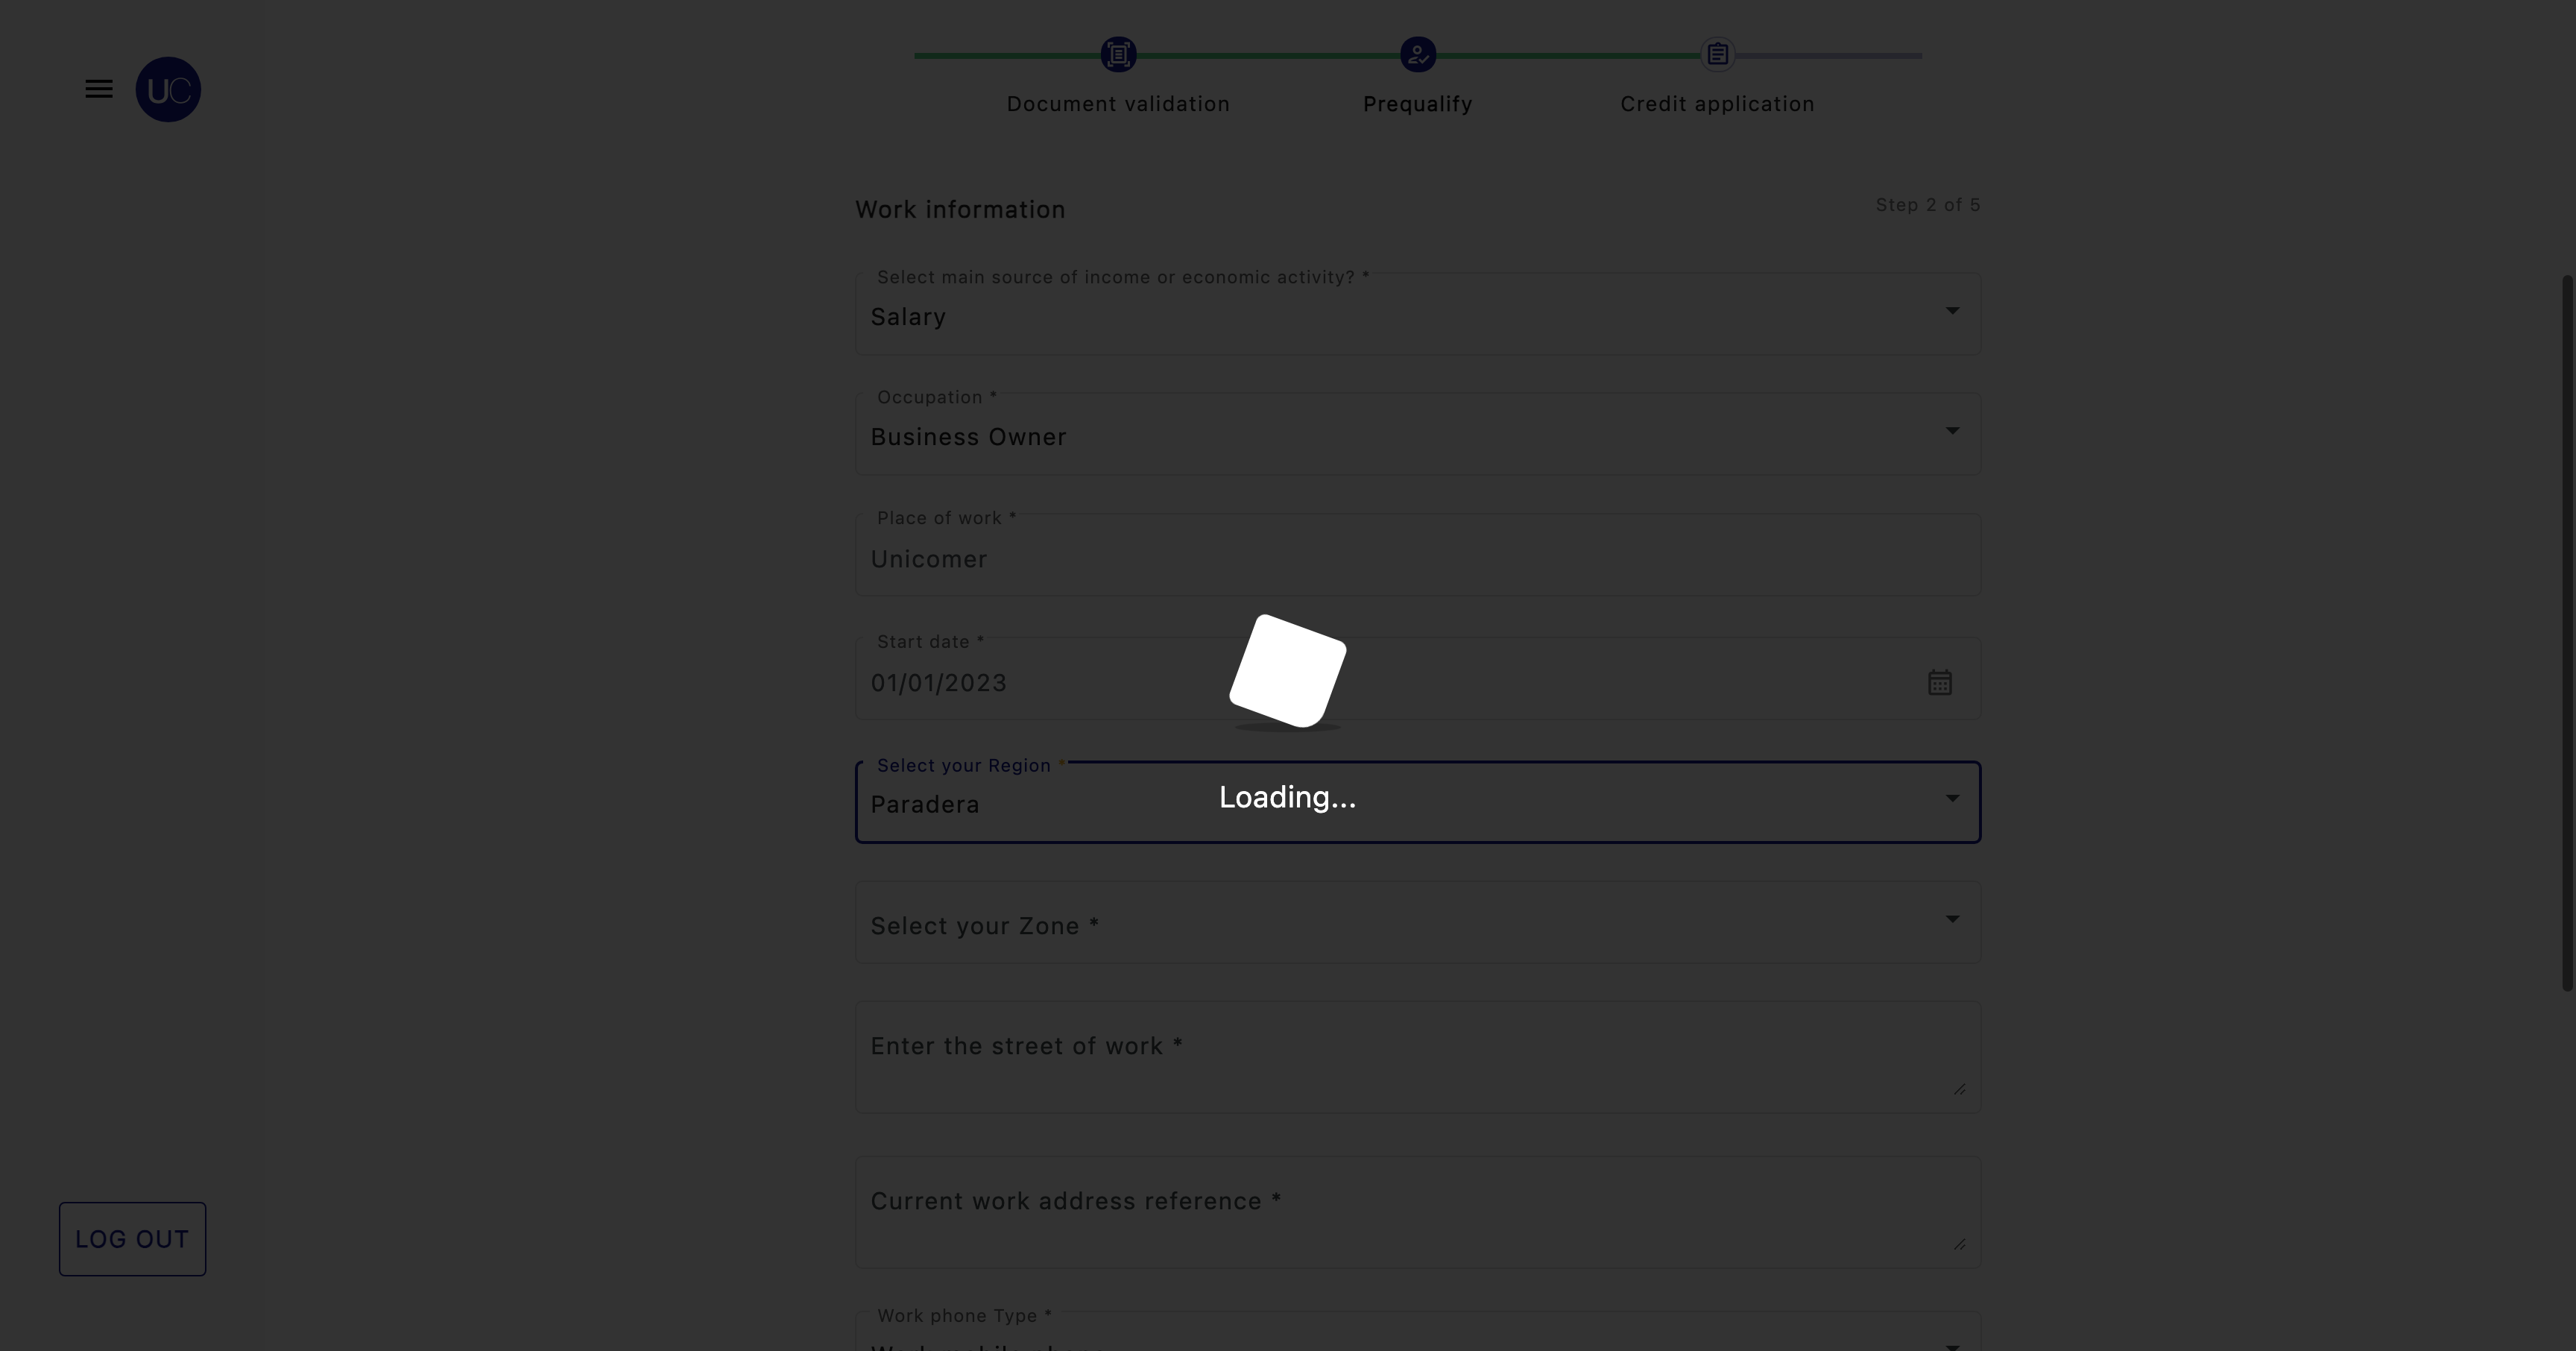 UC
Document validation
Prequalify
Credit application
Work information
Step 2 of 5
Select main source of income or economic activity? *
Salary
Occupation *
Business Owner
Place of work *
Unicomer
Start date *
01/01/2023
Select your Region *
Paradera
Loading...
Select your Zone *
Enter the street of work *
Current work address reference *
LOG OUT
Work phone Type *